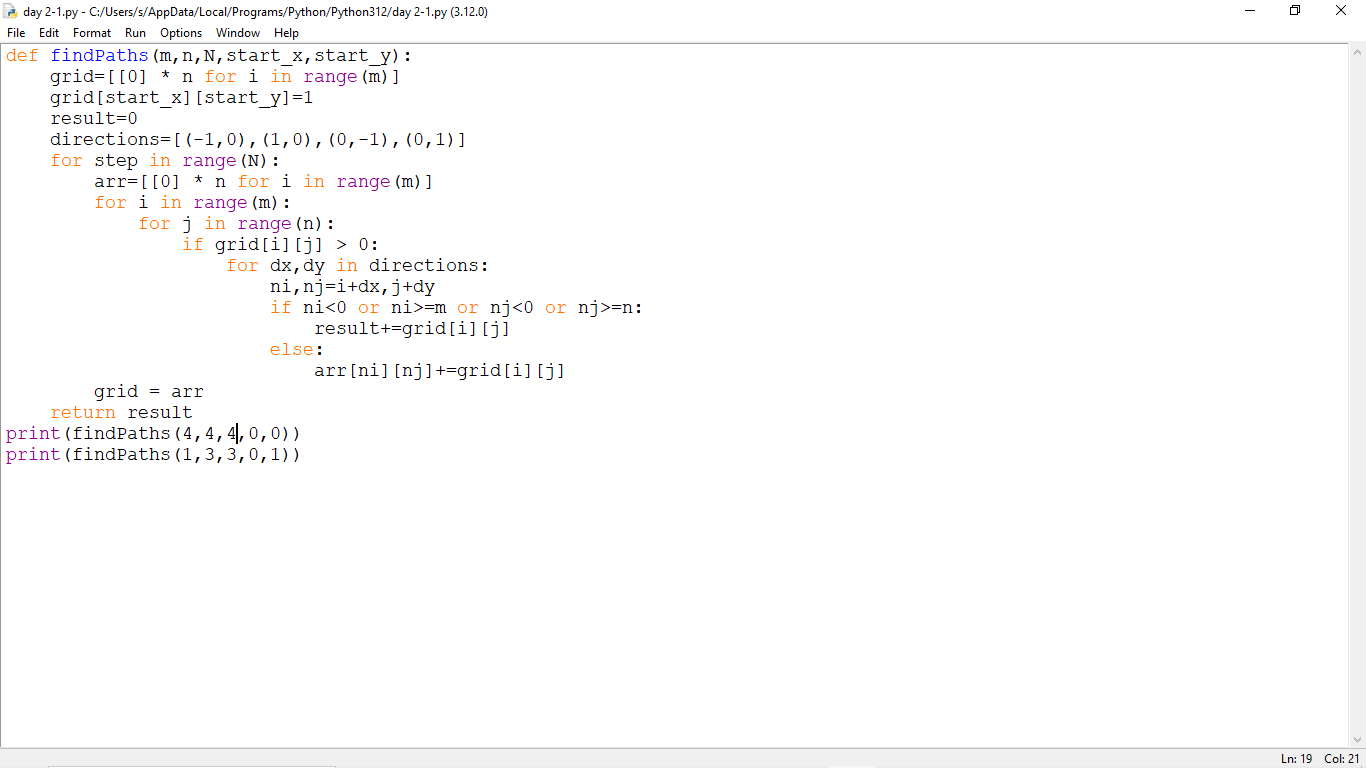 day 2-1.py - C:/Users/s/AppData/Local/Programs/Python/Python312/day 2-1.py (3.12.0)
File Edit Format Run Options Window Help
def findPaths(m,n,N,start_x,start_y):
    grid=[[0] * n for i in range(m)]
    grid[start_x][start_y]=1
    result=0
    directions=[(-1,0),(1,0),(0,-1),(0,1)]
    for step in range(N):
        arr=[[0] * n for i in range(m)]
        for i in range(m):
            for j in range(n):
                if grid[i][j] > 0:
                    for dx,dy in directions:
                        ni,nj=i+dx,j+dy
                        if ni<0 or ni>=m or nj<0 or nj>=n:
                            result+=grid[i][j]
                        else:
                            arr[ni][nj]+=grid[i][j]
        grid = arr
    return result
print(findPaths(4,4,4,0,0))
print(findPaths(1,3,3,0,1))
Ln: 19 Col: 21